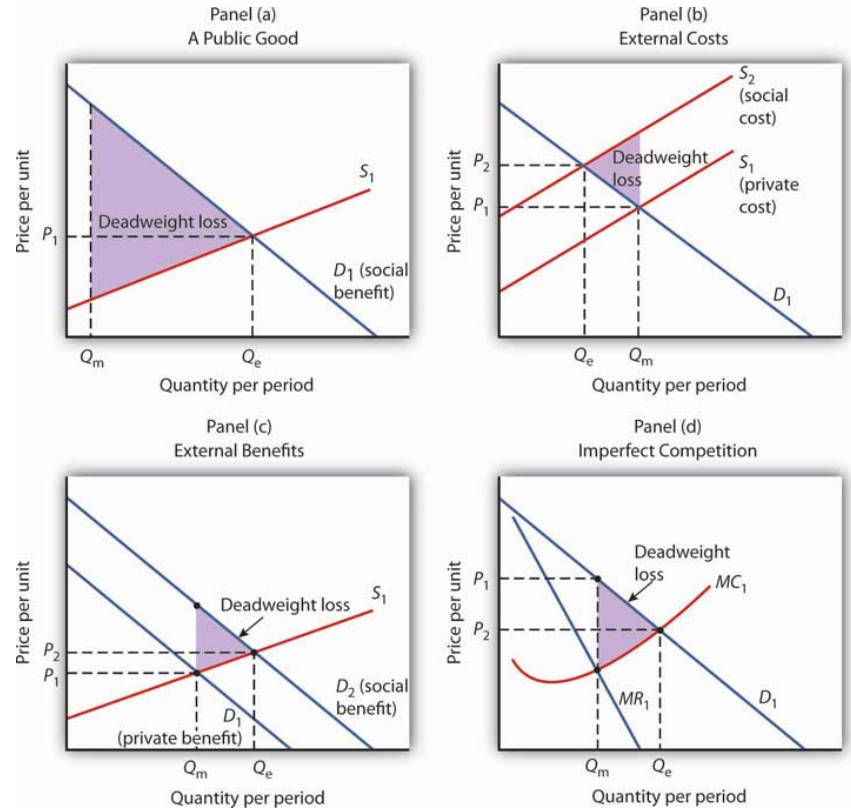 Panel (a)
A Public Good
Price per unit
S1
Deadweight loss
P1
D1 (social
benefit)
Qm
Qe
Quantity per period
Panel (b)
External Costs
Price per unit
S2
(social
cost)
Deadweight
loss
S1
(private
cost)
P2
P1
D1
Qe
Qm
Quantity per period
Panel (c)
External Benefits
Price per unit
S1
Deadweight loss
P2
P1
D2 (social
benefit)
D1
(private benefit)
Qm
Qe
Quantity per period
Panel (d)
Imperfect Competition
Price per unit
Deadweight
loss
MC1
P1
P2
MR1
D1
Qm
Qe
Quantity per period